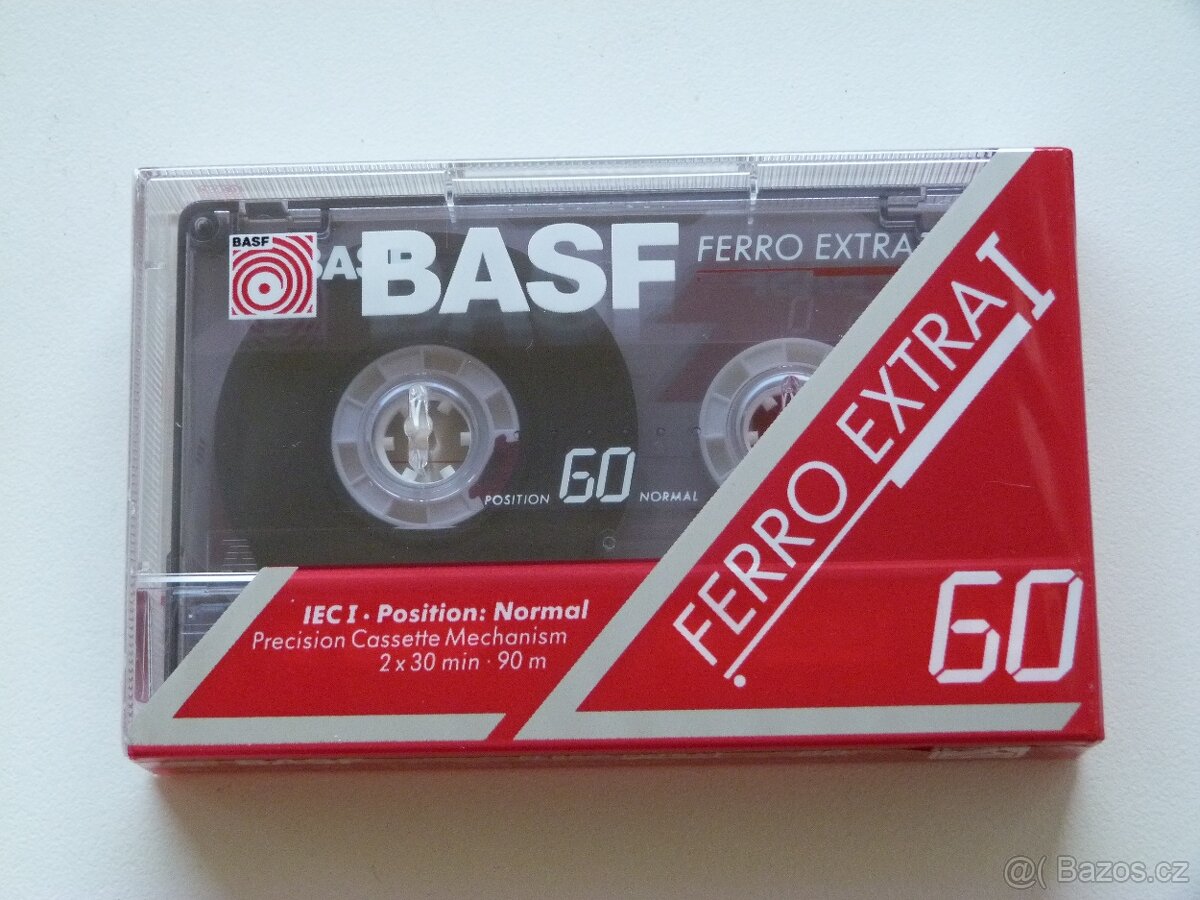 BASF
BASF
BASF
FERRO EXTRA
FERRO EXTRA I
POSITION 60 NORMAL
IEC I · Position: Normal
Precision Cassette Mechanism
2 x 30 min · 90 m
60
@( Bazos.cz